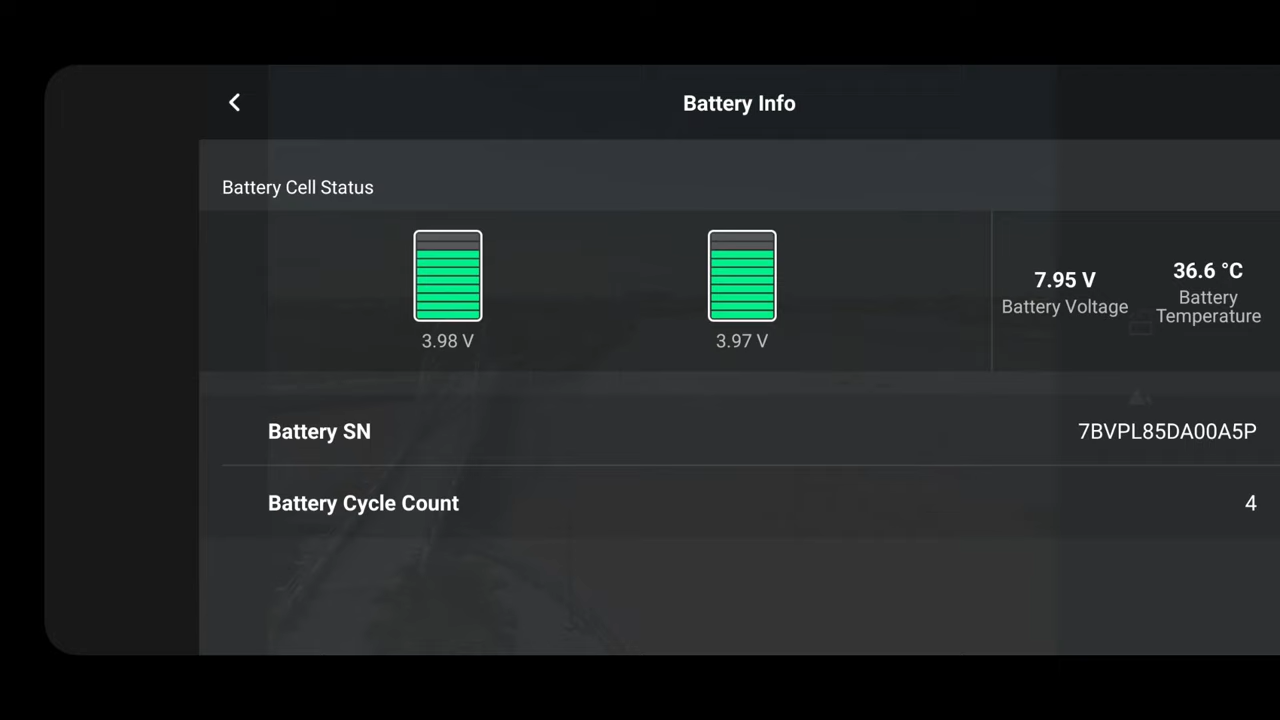 Battery Info
Battery Cell Status
3.98 V
3.97 V
7.95 V
Battery Voltage
36.6 °C
Battery
Temperature
Battery SN
7BVPL85DA00A5P
Battery Cycle Count
4